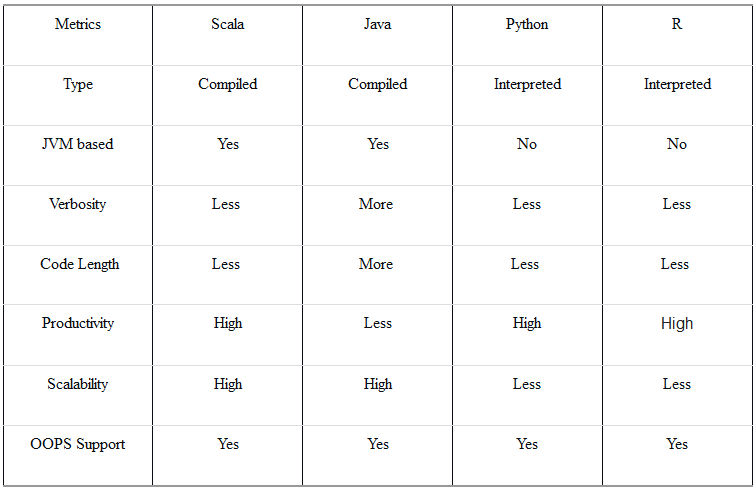 Metrics Scala Java Python R
Type Compiled Compiled Interpreted Interpreted
JVM based Yes Yes No No
Verbosity Less More Less Less
Code Length Less More Less Less
Productivity High Less High High
Scalability High High Less Less
OOPS Support Yes Yes Yes Yes